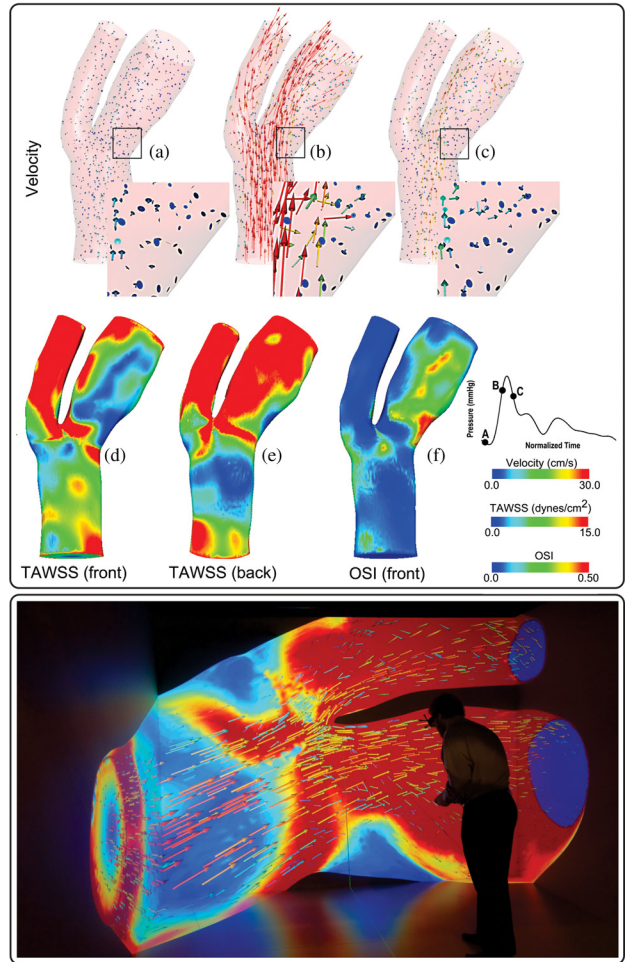 Velocity
(a)
(b)
(c)
(d)
(e)
(f)
TAWSS (front)
TAWSS (back)
OSI (front)
Pressure (mmHg)
A
B
C
Normalized Time
Velocity (cm/s)
0.0 30.0
TAWSS (dynes/cm²)
0.0 15.0
OSI
0.0 0.50